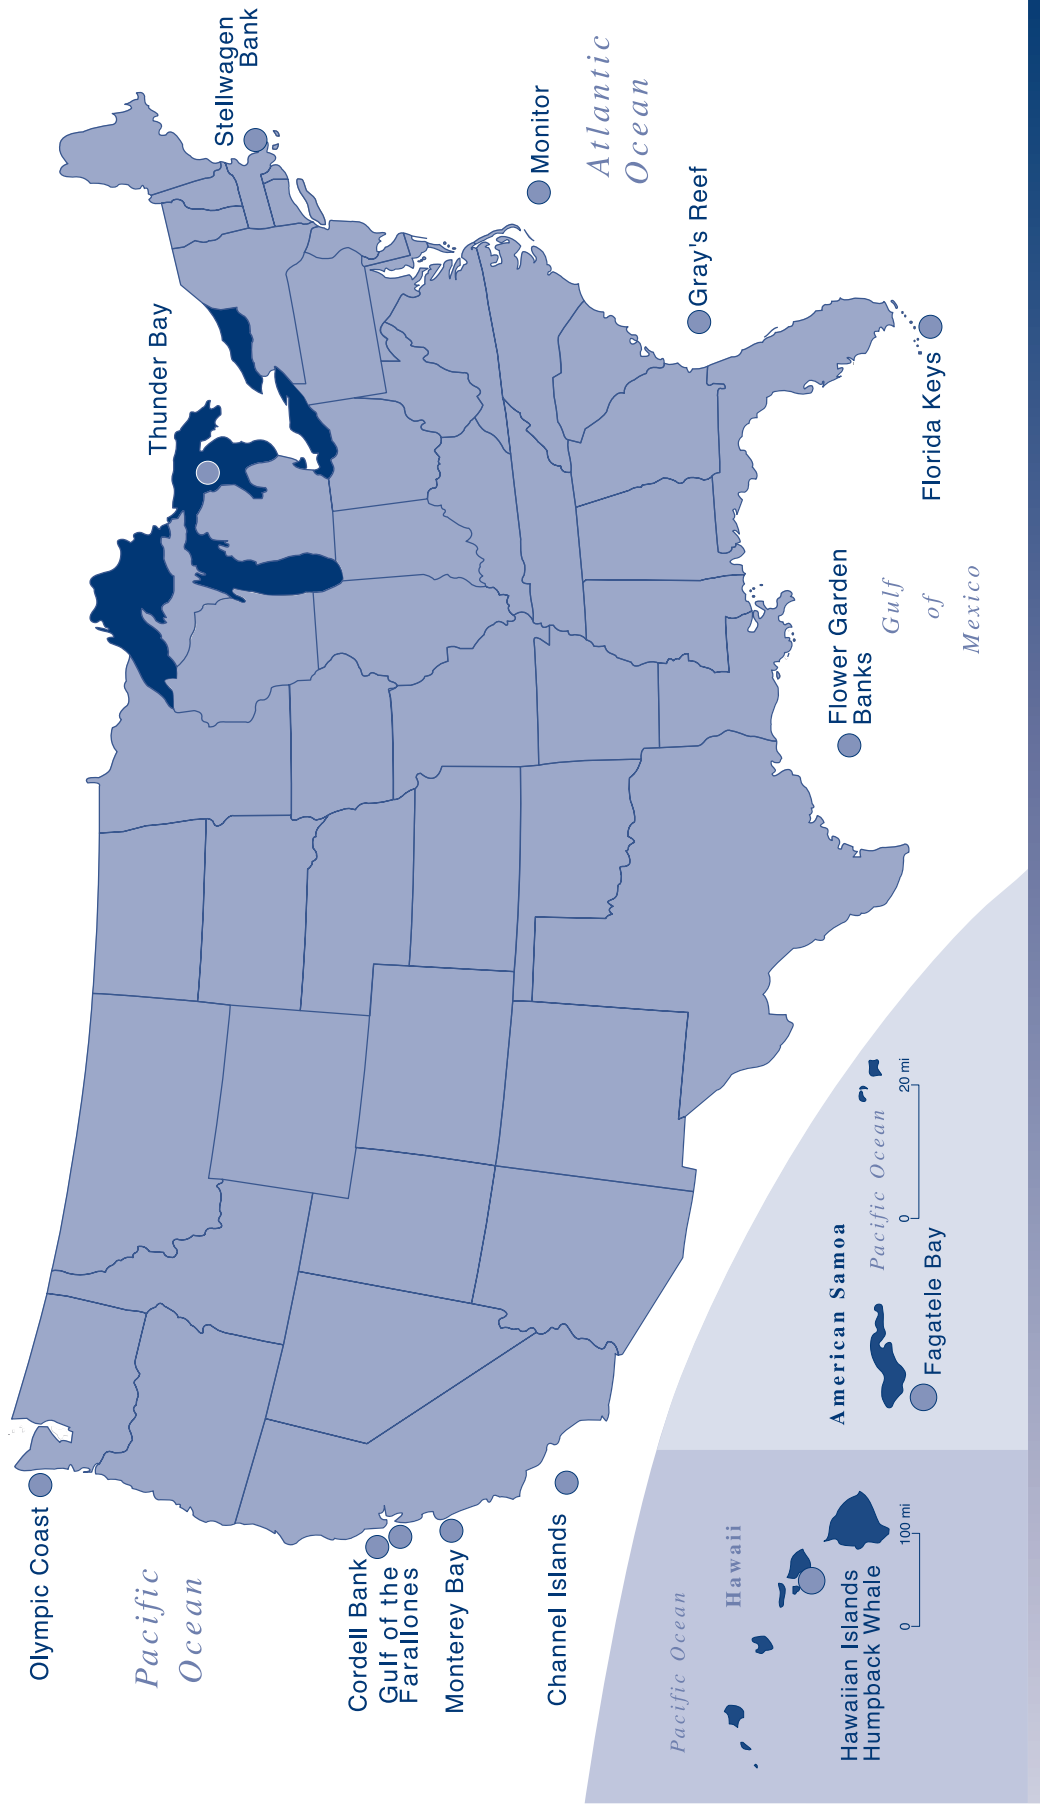 Olympic Coast
Pacific
Ocean
Cordell Bank
Gulf of the
Farallones
Monterey Bay
Channel Islands
Thunder Bay
Stellwagen
Bank
Monitor
Atlantic
Ocean
Gray's Reef
Florida Keys
Flower Garden
Banks
Gulf
of
Mexico
Pacific Ocean
Hawaii
Hawaiian Islands
Humpback Whale
0 100 mi
American Samoa
Pacific Ocean
Fagatele Bay
0 20 mi